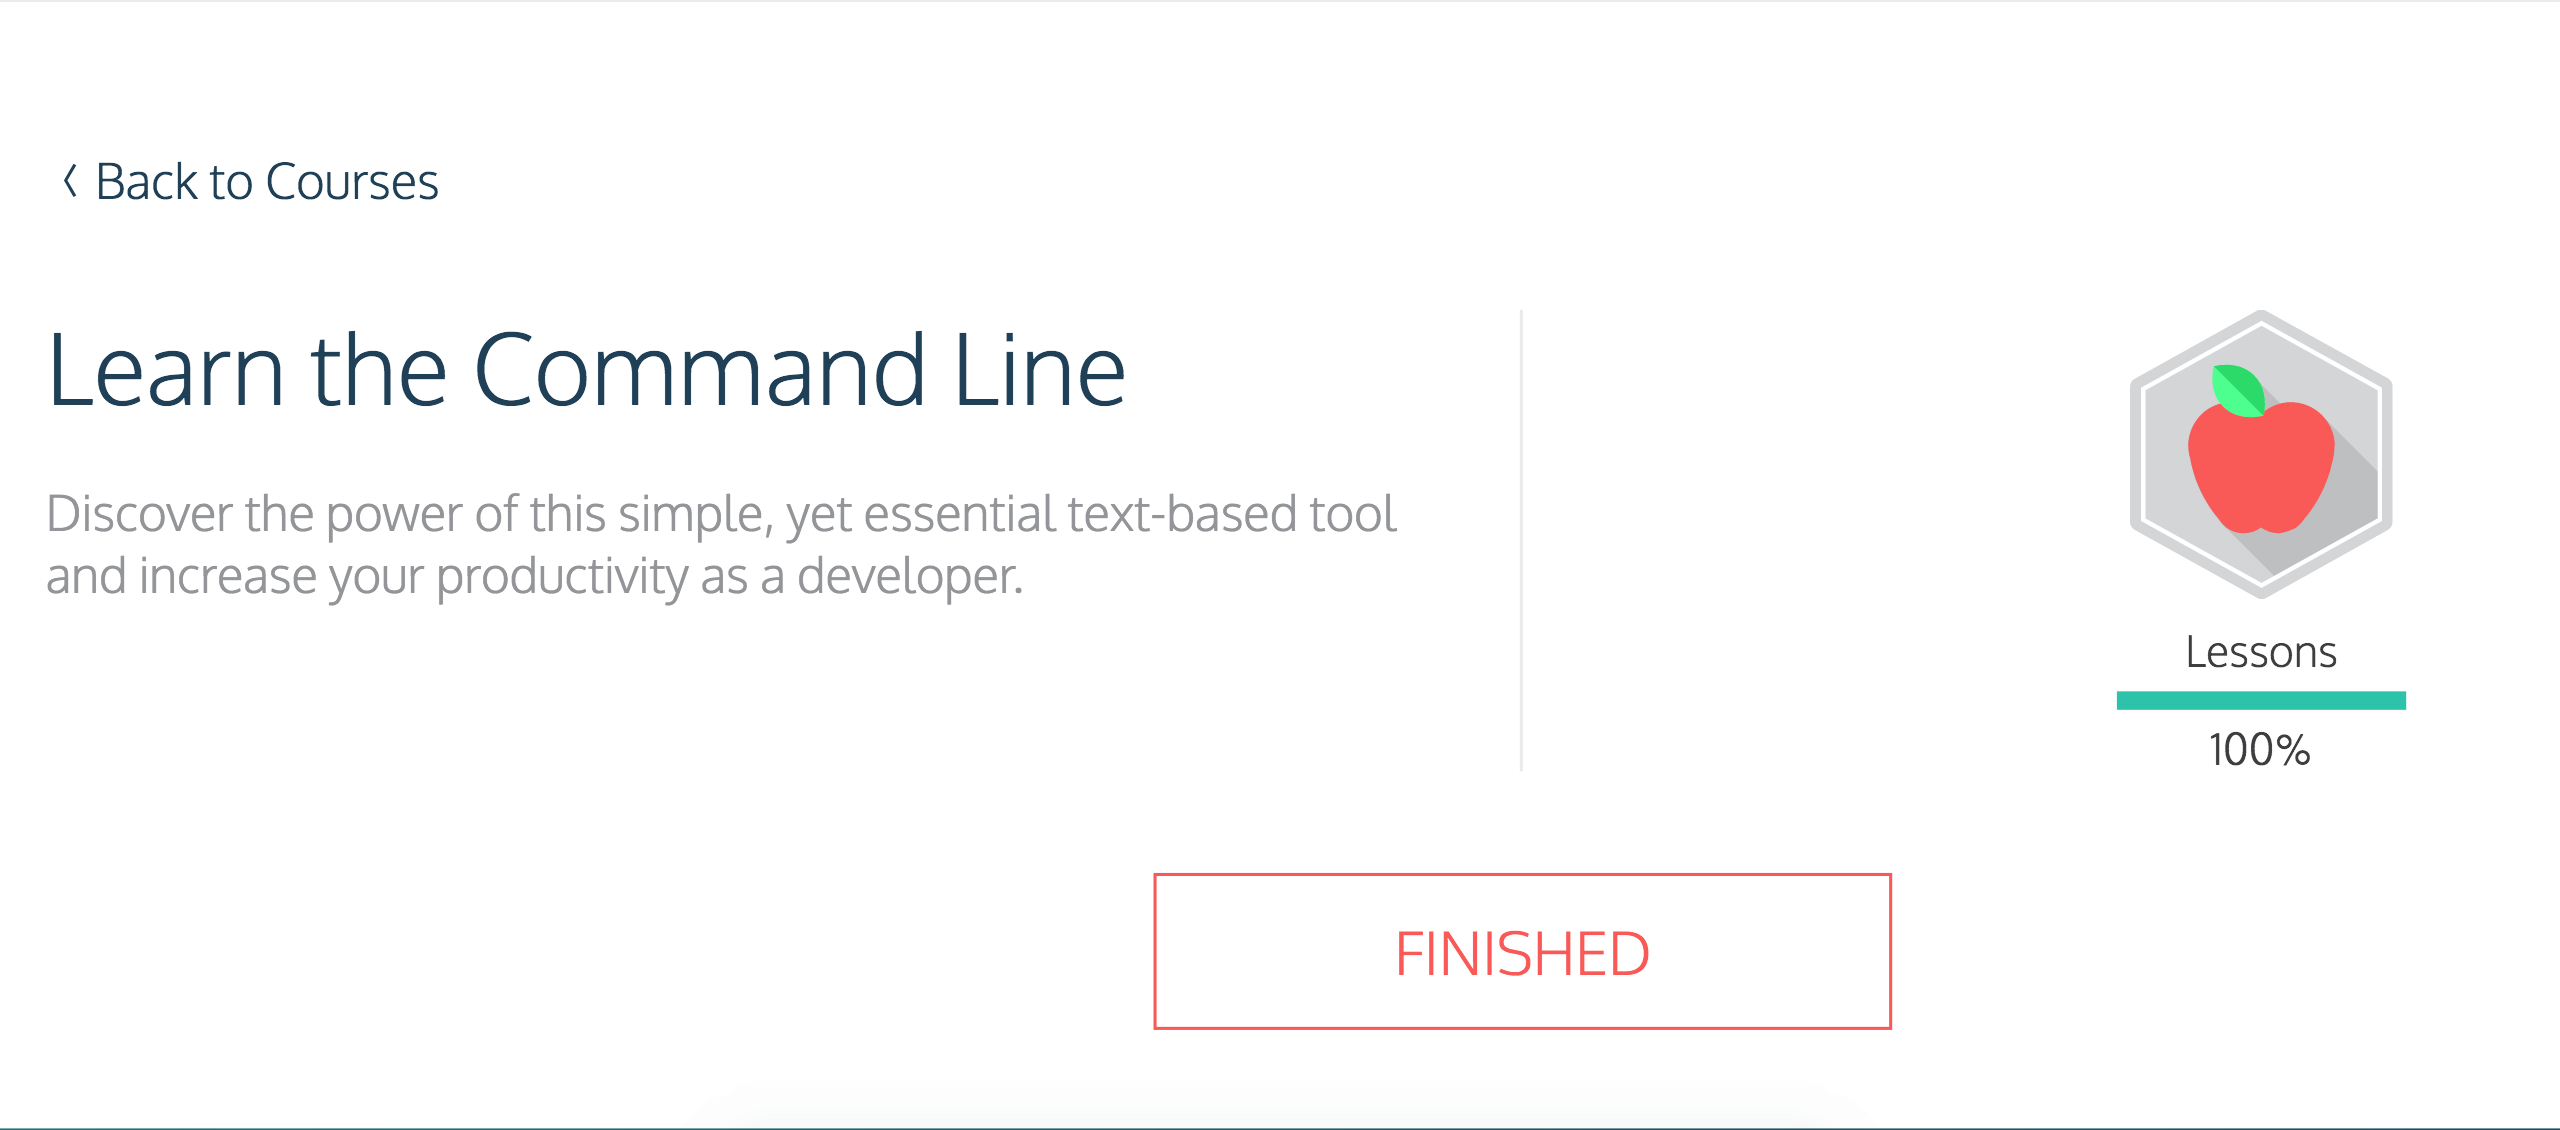 Back to Courses
Learn the Command Line
Discover the power of this simple, yet essential text-based tool
and increase your productivity as a developer.
Lessons
100%
FINISHED